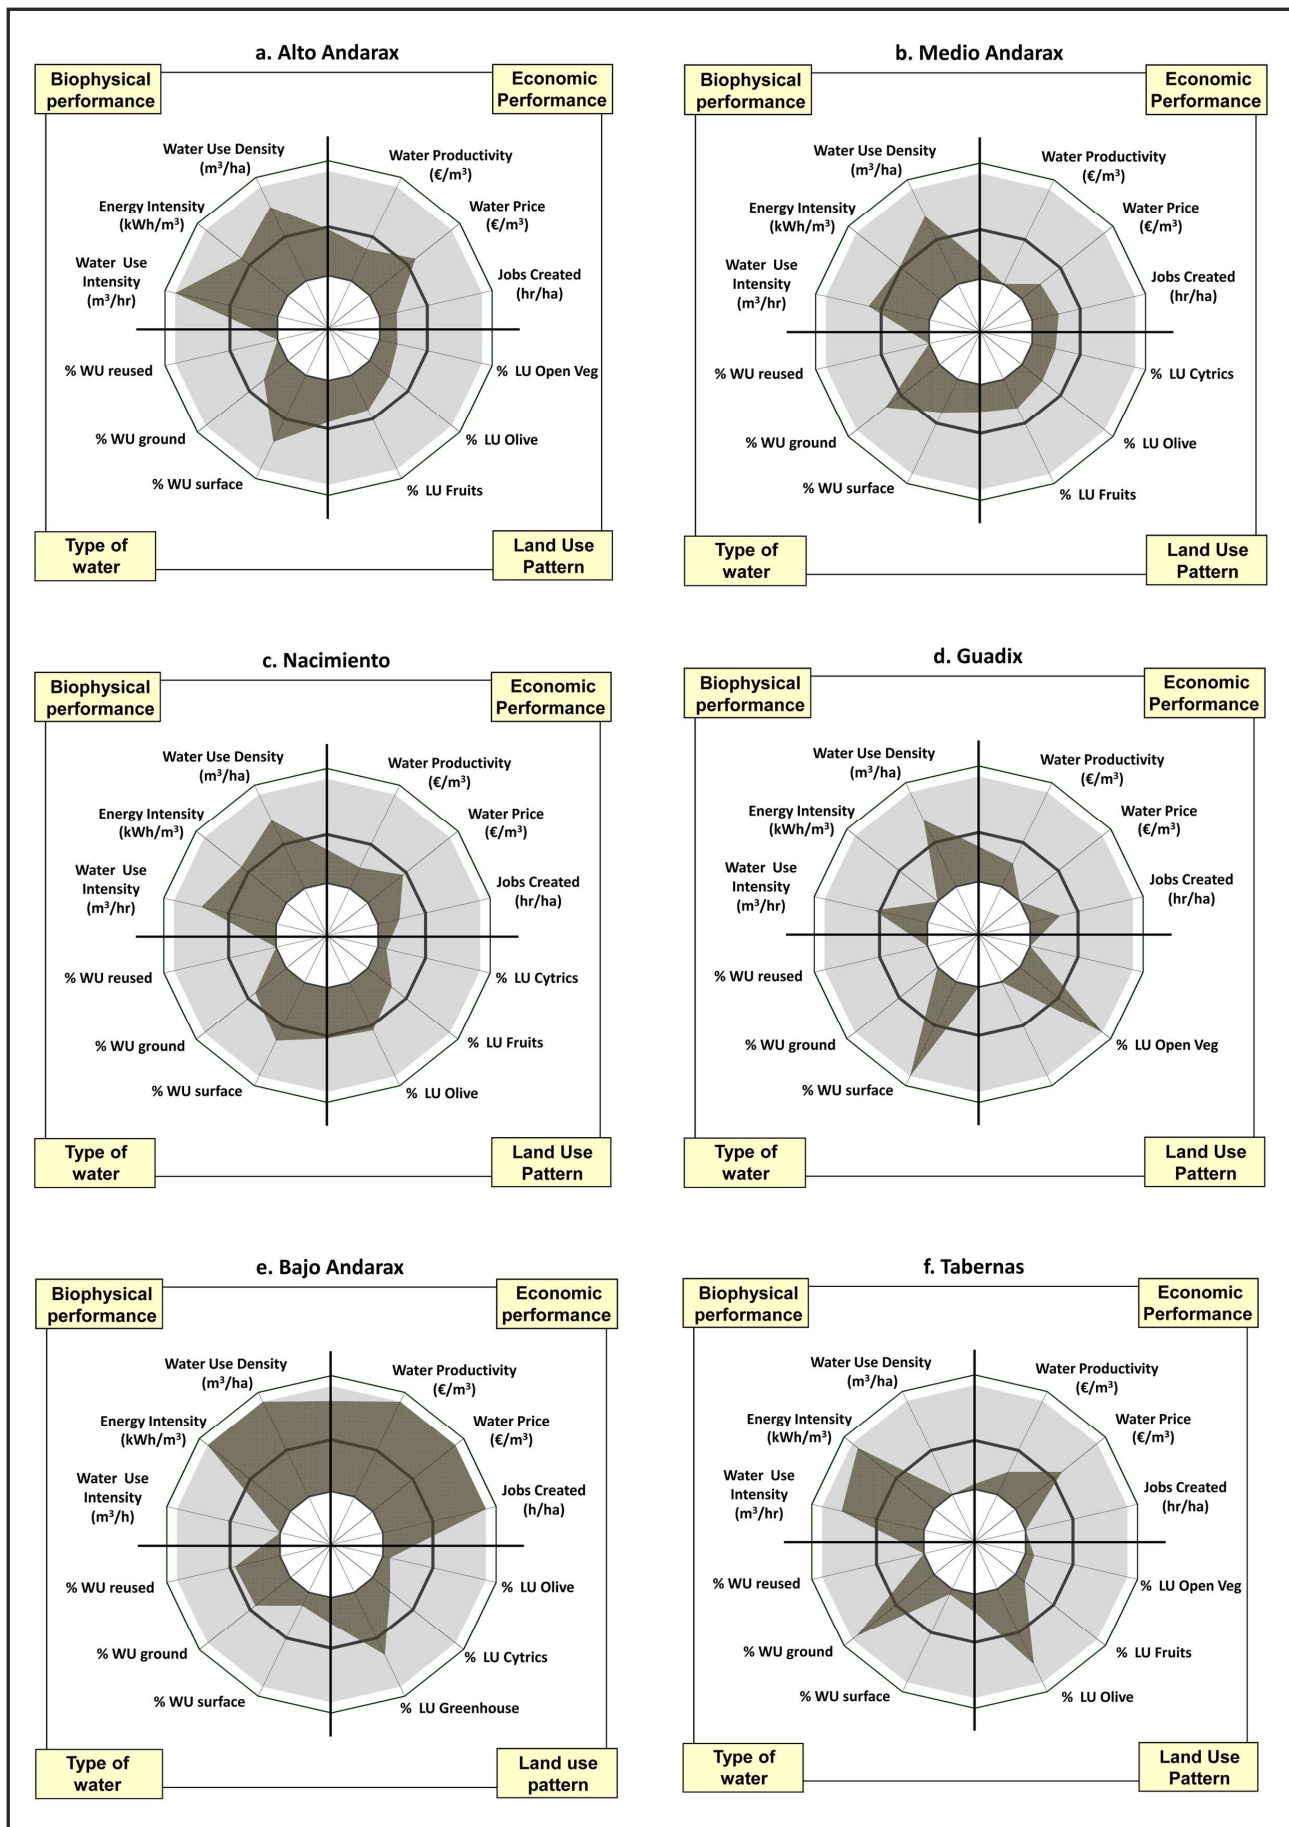 a. Alto Andarax
Biophysical
performance
Economic
Performance
Water Use Density
(m³/ha)
Water Productivity
(€/m³)
Energy Intensity
(kWh/m³)
Water Price
(€/m³)
Water Use
Intensity
(m³/hr)
Jobs Created
(hr/ha)
% WU reused
% LU Open Veg
% WU ground
% LU Olive
% WU surface
% LU Fruits
Type of
water
Land Use
Pattern
b. Medio Andarax
Biophysical
performance
Economic
Performance
Water Use Density
(m³/ha)
Water Productivity
(€/m³)
Energy Intensity
(kWh/m³)
Water Price
(€/m³)
Water Use
Intensity
(m³/hr)
Jobs Created
(hr/ha)
% WU reused
% LU Cytrics
% WU ground
% LU Olive
% WU surface
% LU Fruits
Type of
water
Land Use
Pattern
c. Nacimiento
Biophysical
performance
Economic
Performance
Water Use Density
(m³/ha)
Water Productivity
(€/m³)
Energy Intensity
(kWh/m³)
Water Price
(€/m³)
Water Use
Intensity
(m³/hr)
Jobs Created
(hr/ha)
% WU reused
% LU Cytrics
% WU ground
% LU Fruits
% WU surface
% LU Olive
Type of
water
Land Use
Pattern
d. Guadix
Biophysical
performance
Economic
Performance
Water Use Density
(m³/ha)
Water Productivity
(€/m³)
Energy Intensity
(kWh/m³)
Water Price
(€/m³)
Water Use
Intensity
(m³/hr)
Jobs Created
(hr/ha)
% WU reused
% WU ground
% LU Open Veg
% WU surface
Type of
water
Land Use
Pattern
e. Bajo Andarax
Biophysical
performance
Economic
performance
Water Use Density
(m³/ha)
Water Productivity
(€/m³)
Energy Intensity
(kWh/m³)
Water Price
(€/m³)
Water Use
Intensity
(m³/h)
Jobs Created
(h/ha)
% WU reused
% LU Olive
% WU ground
% LU Cytrics
% WU surface
% LU Greenhouse
Type of
water
Land use
pattern
f. Tabernas
Biophysical
performance
Economic
Performance
Water Use Density
(m³/ha)
Water Productivity
(€/m³)
Energy Intensity
(kWh/m³)
Water Price
(€/m³)
Water Use
Intensity
(m³/hr)
Jobs Created
(hr/ha)
% WU reused
% LU Open Veg
% WU ground
% LU Fruits
% WU surface
% LU Olive
Type of
water
Land Use
Pattern